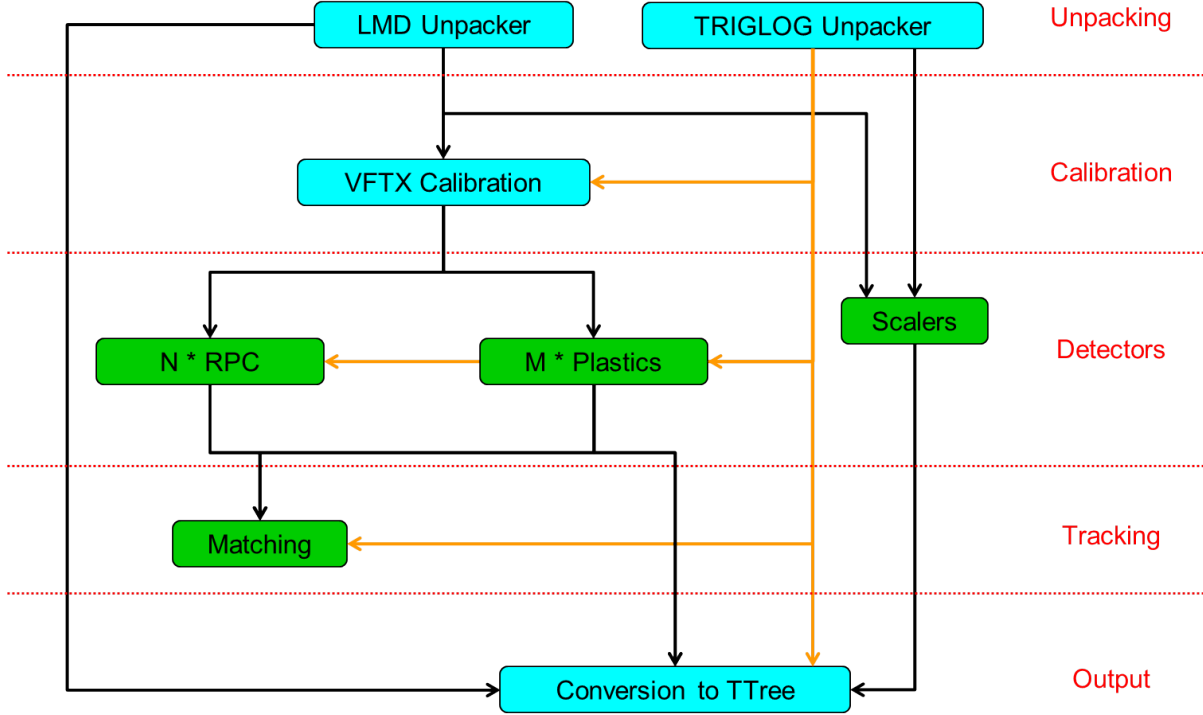 LMD Unpacker
TRIGLOG Unpacker
Unpacking
VFTX Calibration
Calibration
Scalers
N * RPC
M * Plastics
Detectors
Matching
Tracking
Conversion to TTree
Output